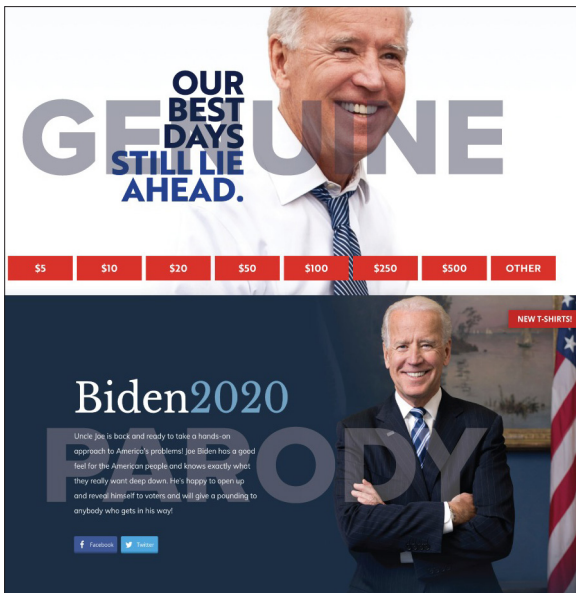 OUR
BEST
DAYS
STILL LIE
AHEAD.
GENUINE
$5 $10 $20 $50 $100 $250 $500 OTHER
NEW T-SHIRTS!
Biden2020
Uncle Joe is back and ready to take a hands-on
approach to America's problems! Joe Biden has a good
feel for the American people and knows exactly what
they really want deep down. He's happy to open up
and reveal himself to voters and will give a pounding to
anybody who gets in his way!
PARODY
Facebook Twitter